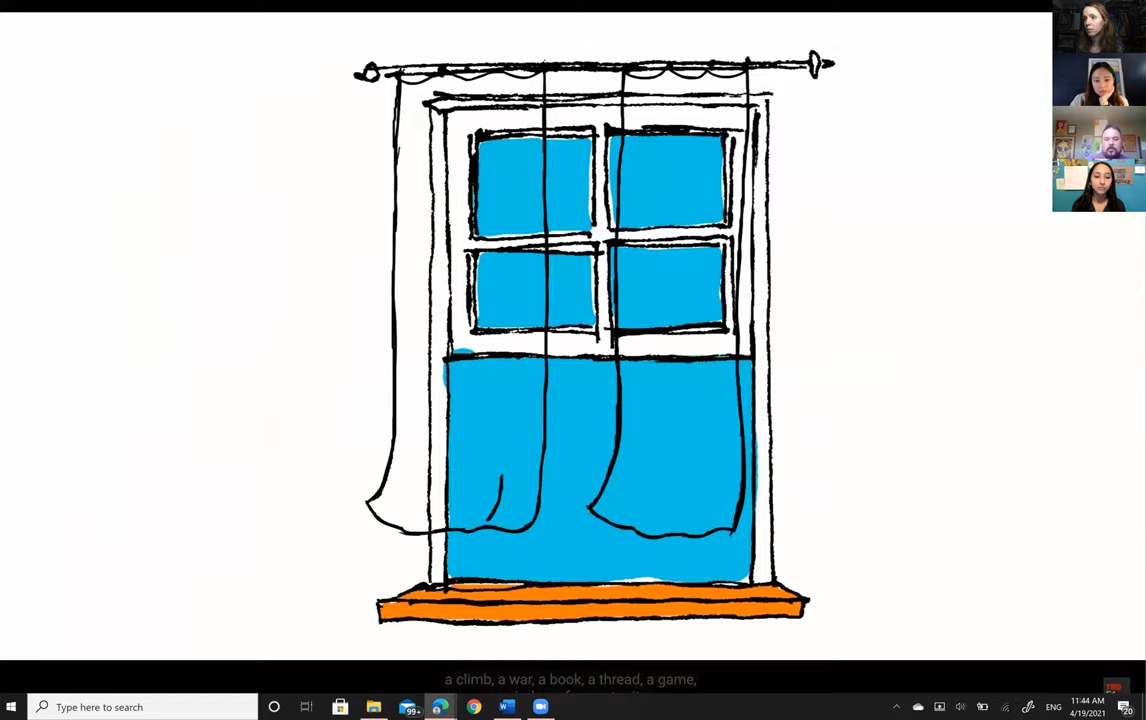 a climb, a war, a book, a thread, a game,
Type here to search
99+
ENG
11:44 AM
4/19/2021
20